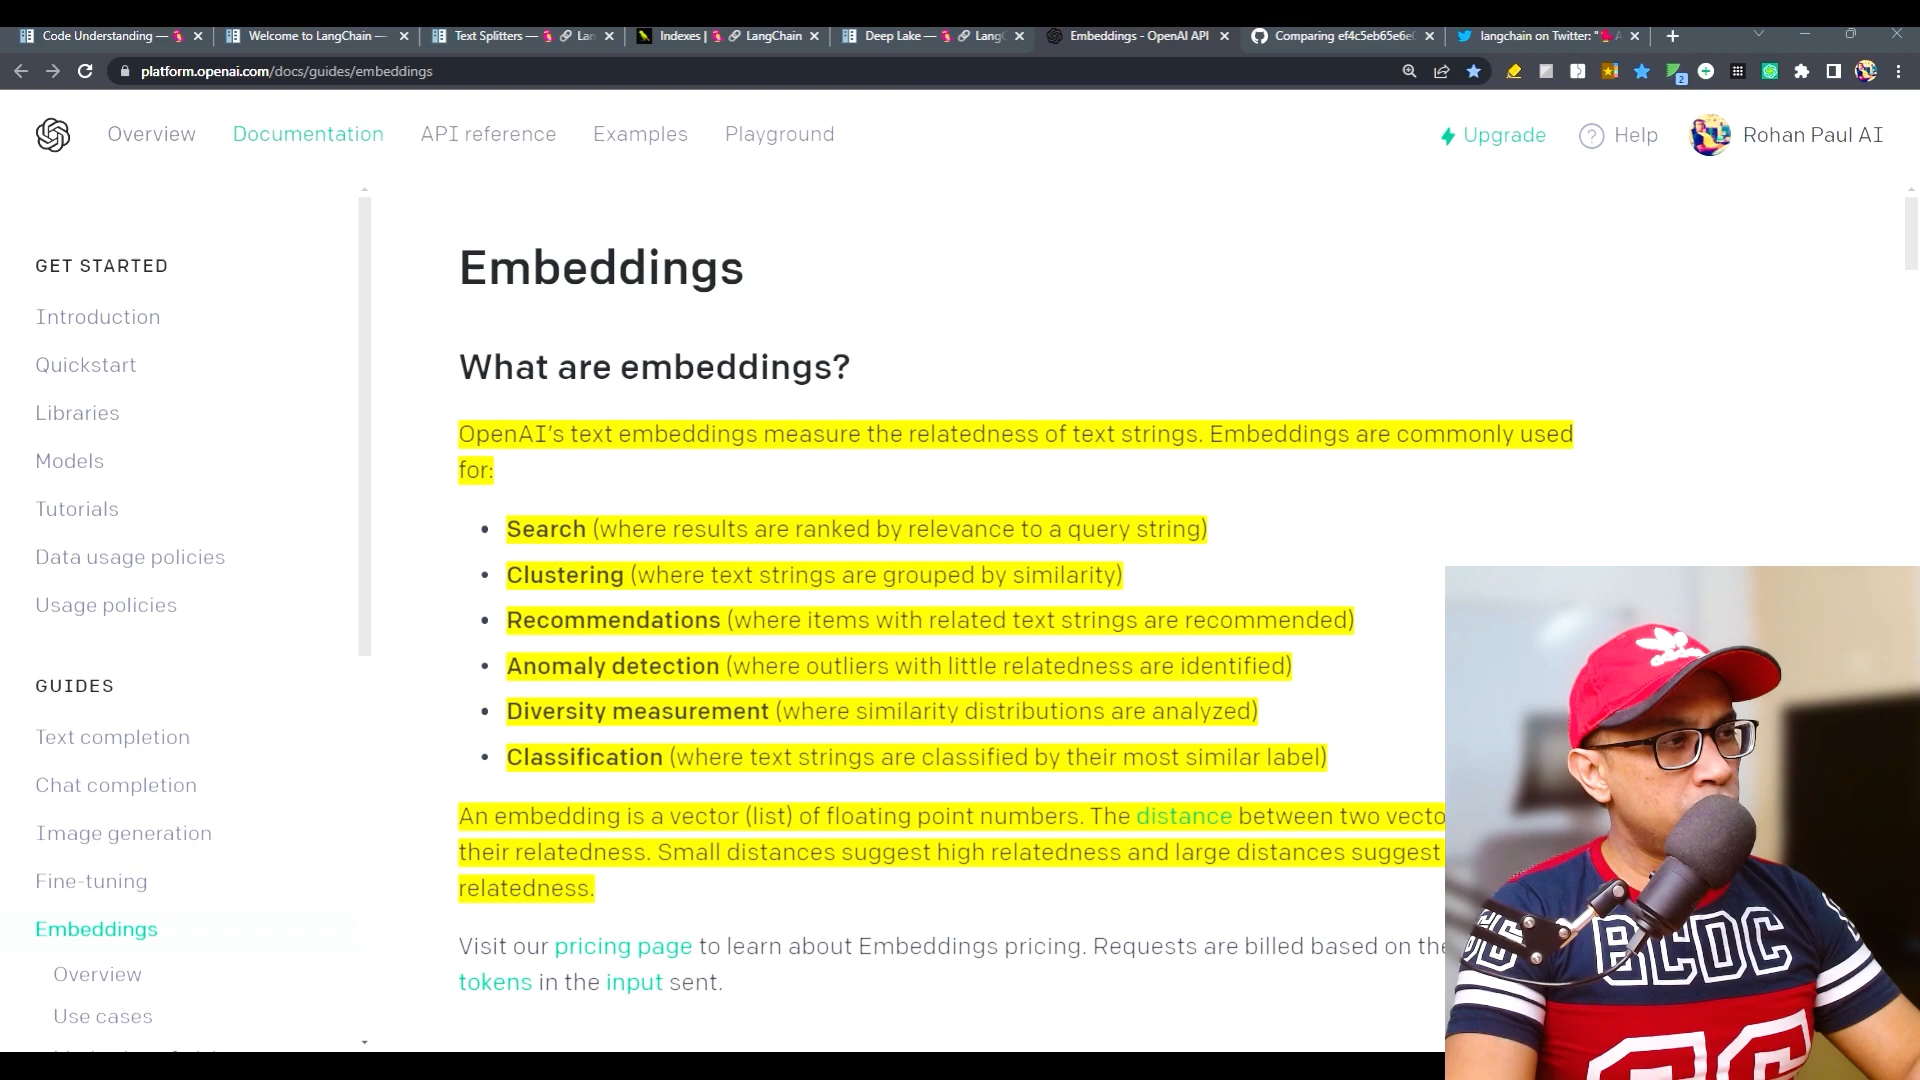 Code Understanding —
Welcome to LangChain —
Text Splitters —
Lan
Indexes |
LangChain
Deep Lake —
Lang
Embeddings - OpenAI API
Comparing ef4c5eb65e6e
langchain on Twitter: "
platform.openai.com/docs/guides/embeddings
2
Overview
Documentation
API reference
Examples
Playground
Upgrade
Help
Rohan Paul AI
GET STARTED
Introduction
Quickstart
Libraries
Models
Tutorials
Data usage policies
Usage policies
GUIDES
Text completion
Chat completion
Image generation
Fine-tuning
Embeddings
Overview
Use cases
Embeddings
What are embeddings?
OpenAI's text embeddings measure the relatedness of text strings. Embeddings are commonly used
for:
• Search (where results are ranked by relevance to a query string)
• Clustering (where text strings are grouped by similarity)
• Recommendations (where items with related text strings are recommended)
• Anomaly detection (where outliers with little relatedness are identified)
• Diversity measurement (where similarity distributions are analyzed)
• Classification (where text strings are classified by their most similar label)
An embedding is a vector (list) of floating point numbers. The distance between two vecto
their relatedness. Small distances suggest high relatedness and large distances suggest
relatedness.
Visit our pricing page to learn about Embeddings pricing. Requests are billed based on the
tokens in the input sent.
BCDC